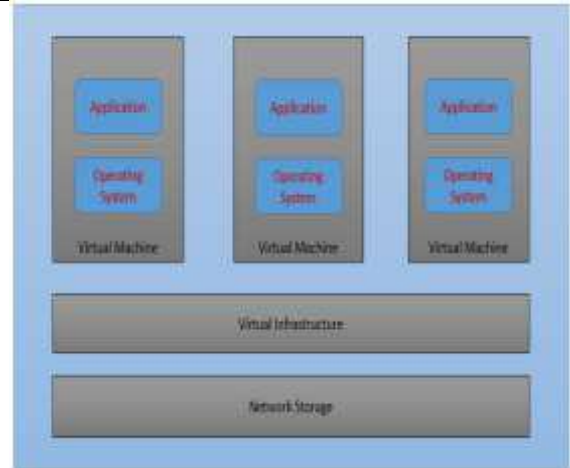 Application
Operating
System
Virtual Machine
Application
Operating
System
Virtual Machine
Application
Operating
System
Virtual Machine
Virtual Infrastructure
Network Storage